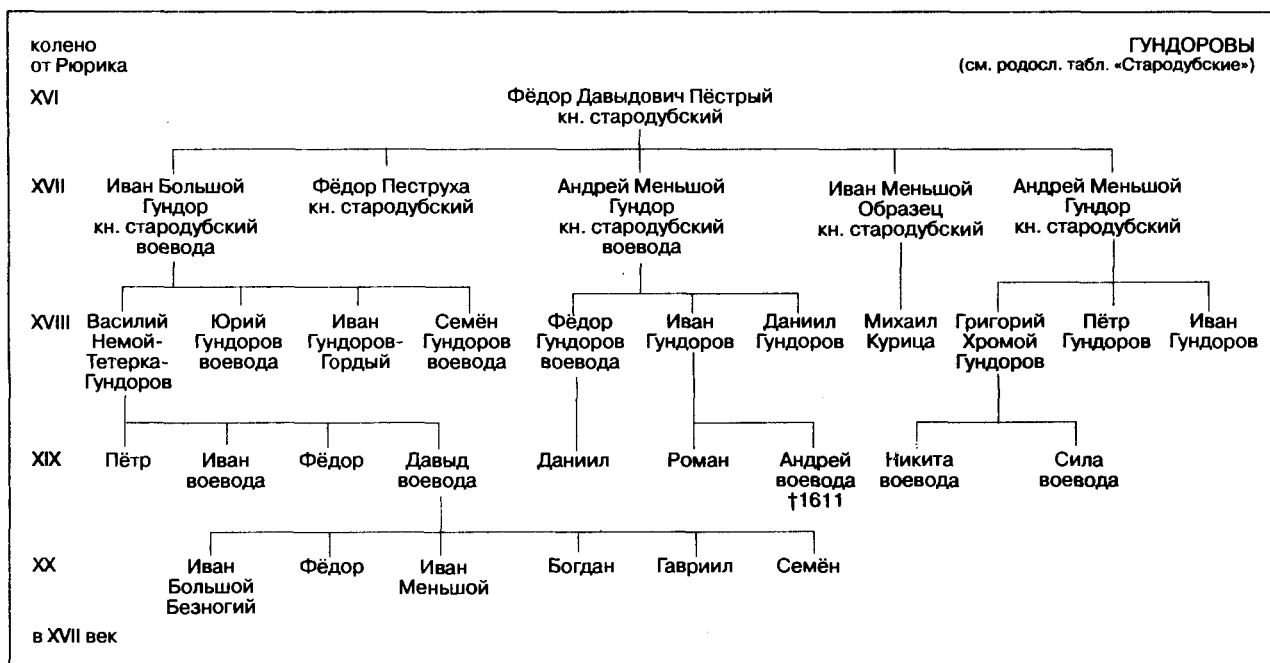 колено
от Рюрика
ГУНДОРОВЫ
(см. родосл. табл. «Стародубские»)
XVI
Фёдор Давыдович Пёстрый
кн. стародубский
XVII
Иван Большой
Гундор
кн. стародубский
воевода
Фёдор Пеструха
кн. стародубский
Андрей Меньшой
Гундор
кн. стародубский
воевода
Иван Меньшой
Образец
кн. стародубский
Андрей Меньшой
Гундор
кн. стародубский
XVIII
Василий
Немой-
Тетерка-
Гундоров
Юрий
Гундоров
воевода
Иван
Гундоров-
Гордый
Семён
Гундоров
воевода
Фёдор
Гундоров
воевода
Иван
Гундоров
Даниил
Гундоров
Михаил
Курица
Григорий
Хромой
Гундоров
Пётр
Гундоров
Иван
Гундоров
XIX
Пётр
Иван
воевода
Фёдор
Давыд
воевода
Даниил
Роман
Андрей
воевода
†1611
Никита
воевода
Сила
воевода
XX
Иван
Большой
Безногий
Фёдор
Иван
Меньшой
Богдан
Гавриил
Семён
в XVII век